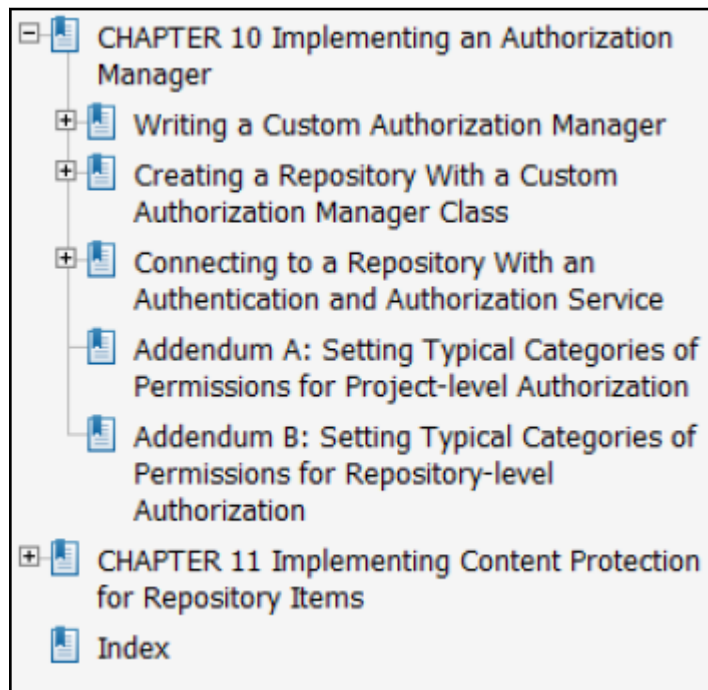 CHAPTER 10 Implementing an Authorization
Manager
Writing a Custom Authorization Manager
Creating a Repository With a Custom
Authorization Manager Class
Connecting to a Repository With an
Authentication and Authorization Service
Addendum A: Setting Typical Categories of
Permissions for Project-level Authorization
Addendum B: Setting Typical Categories of
Permissions for Repository-level
Authorization
CHAPTER 11 Implementing Content Protection
for Repository Items
Index